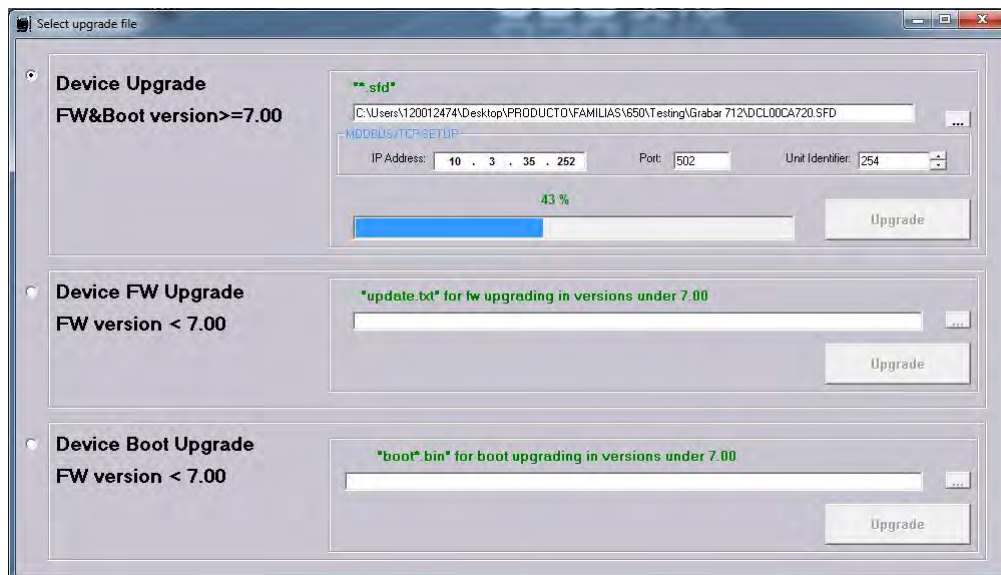 Select upgrade file
Device Upgrade
FW&Boot version>=7.00
"*.sfd"
C:\Users\120012474\Desktop\PRODUCTO\FAMILIAS\650\Testing\Grabar 712\DCL00CA720.SFD
...
MODBUS/TCP SETUP
IP Address: 10 . 3 . 35 . 252 Port: 502 Unit Identifier: 254
43 %
Upgrade
Device FW Upgrade
FW version < 7.00
"update.txt" for fw upgrading in versions under 7.00
...
Upgrade
Device Boot Upgrade
FW version < 7.00
"boot*.bin" for boot upgrading in versions under 7.00
...
Upgrade